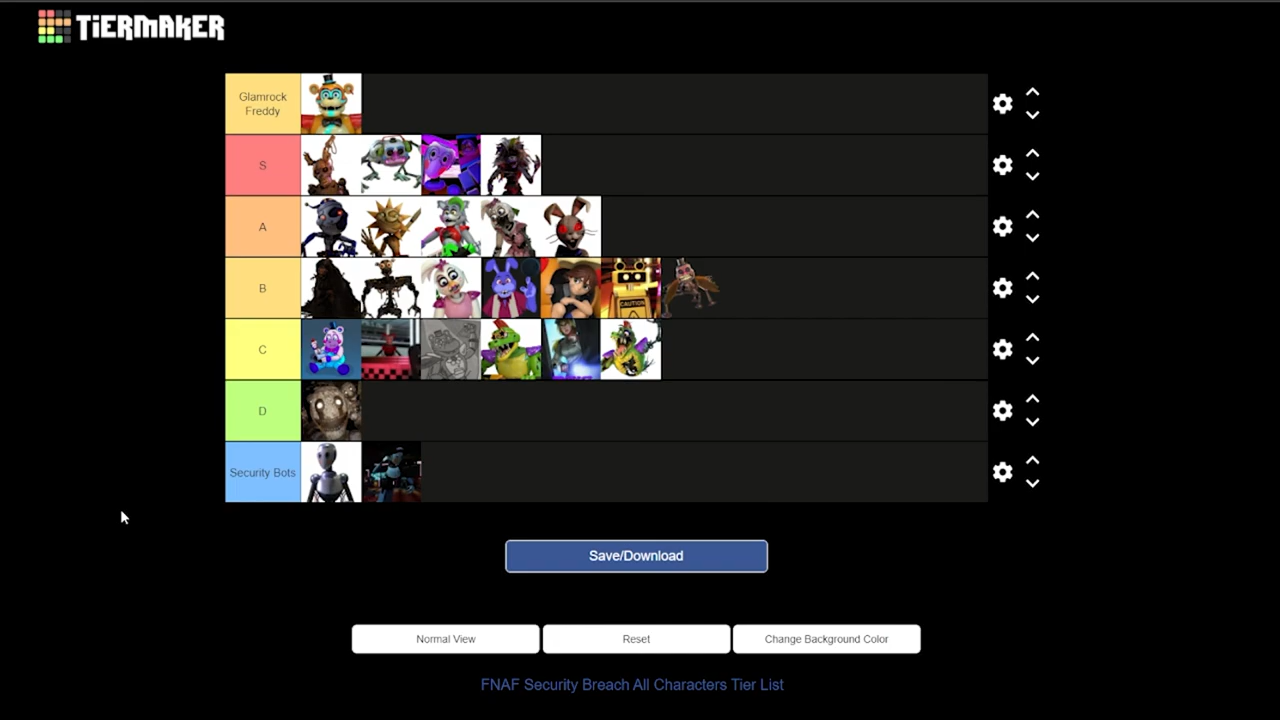 TiERMAKER
Glamrock
Freddy
S
A
B
CAUTION
C
D
Security Bots
Save/Download
Normal View
Reset
Change Background Color
FNAF Security Breach All Characters Tier List